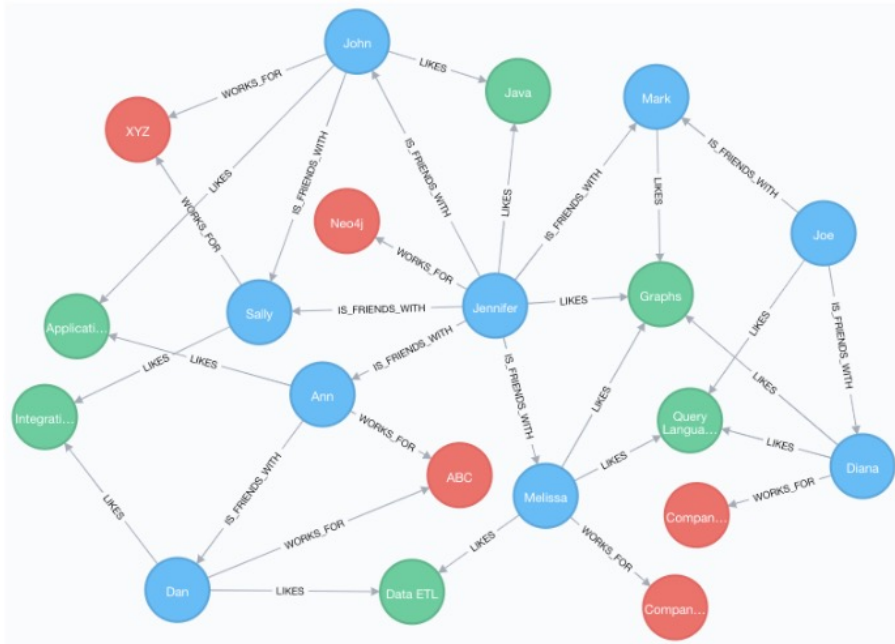 John
LIKES
WORKS_FOR
Java
Mark
XYZ
IS_FRIENDS_WITH
LIKES
IS_FRIENDS_WITH
IS_FRIENDS_WITH
LIKES
IS_FRIENDS_WITH
LIKES
WORKS_FOR
Neo4j
WORKS_FOR
Joe
Sally
IS_FRIENDS_WITH
Jennifer
LIKES
Graphs
Applicati...
LIKES
LIKES
IS_FRIENDS_WITH
LIKES
IS_FRIENDS_WITH
Ann
IS_FRIENDS_WITH
LIKES
LIKES
Integrati...
WORKS_FOR
Query
Langua...
LIKES
LIKES
Diana
IS_FRIENDS_WITH
ABC
Melissa
WORKS_FOR
Compan...
LIKES
WORKS_FOR
LIKES
WORKS_FOR
Dan
LIKES
Data ETL
Compan...